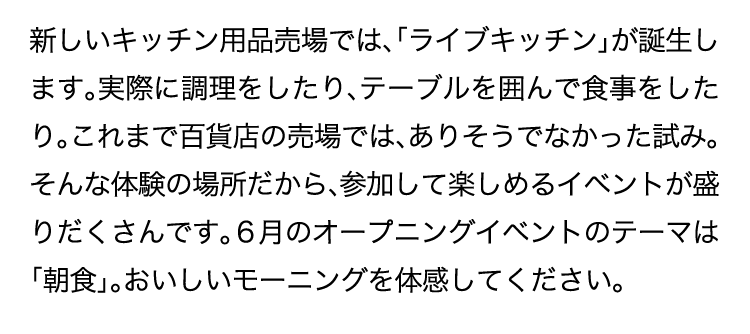 新しいキッチン用品売場では、「ライブキッチン」が誕生し
ます。実際に調理をしたり、テーブルを囲んで食事をした
り。これまで百貨店の売場では、ありそうでなかった試み。
そんな体験の場所だから、参加して楽しめるイベントが盛
りだくさんです。６月のオープニングイベントのテーマは
「朝食」。おいしいモーニングを体感してください。